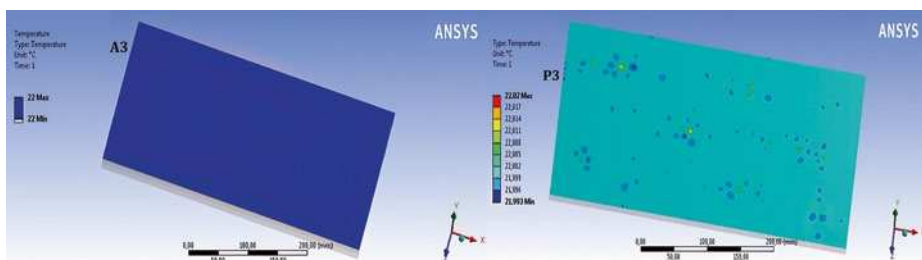 Temperature
Type: Temperature
Unit: °C
Time: 1
A3
ANSYS
22 Max
22 Min
0,00
100,00
200,00 (mm)
50,00
150,00
X
Y
Type: Temperature
Unit: °C
Time: 1
P3
ANSYS
22,02 Max
22,017
22,014
22,011
22,008
22,005
22,002
21,999
21,996
21,993 Min
0,00
100,00
200,00 (mm)
50,00
150,00